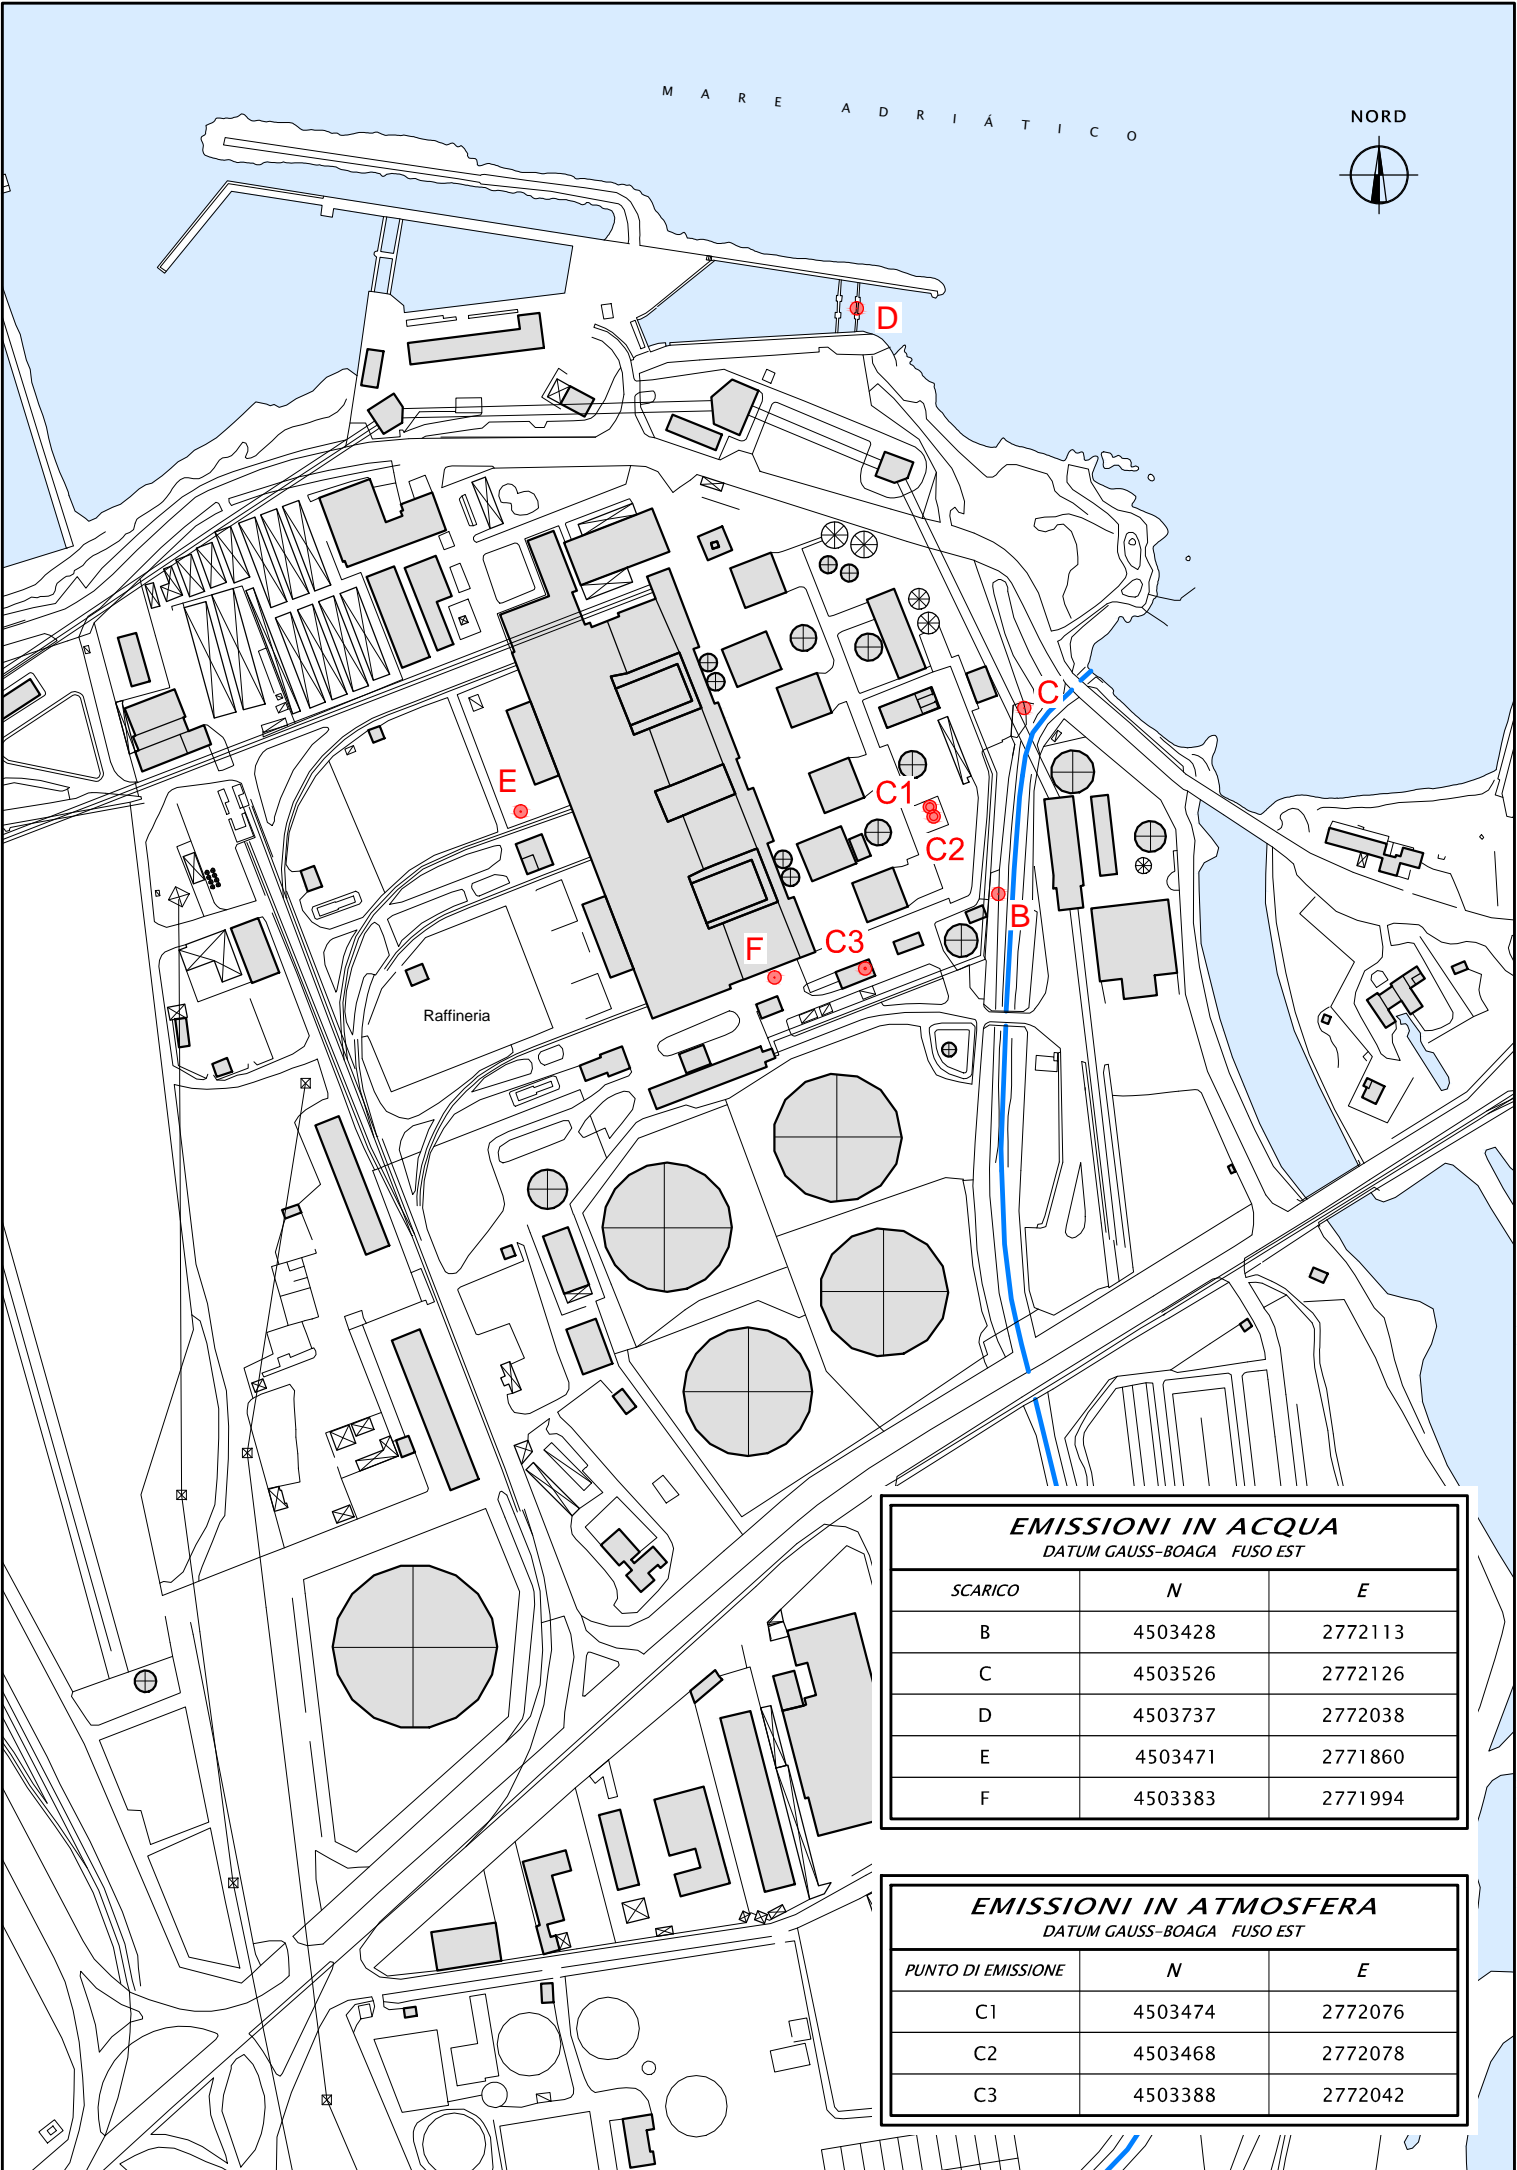 MARE ADRIÁTICO
NORD
D
C
E
C1
C2
B
F
C3
Raffineria
EMISSIONI IN ACQUA
DATUM GAUSS-BOAGA FUSO EST
SCARICO N E
B 4503428 2772113
C 4503526 2772126
D 4503737 2772038
E 4503471 2771860
F 4503383 2771994
EMISSIONI IN ATMOSFERA
DATUM GAUSS-BOAGA FUSO EST
PUNTO DI EMISSIONE N E
C1 4503474 2772076
C2 4503468 2772078
C3 4503388 2772042